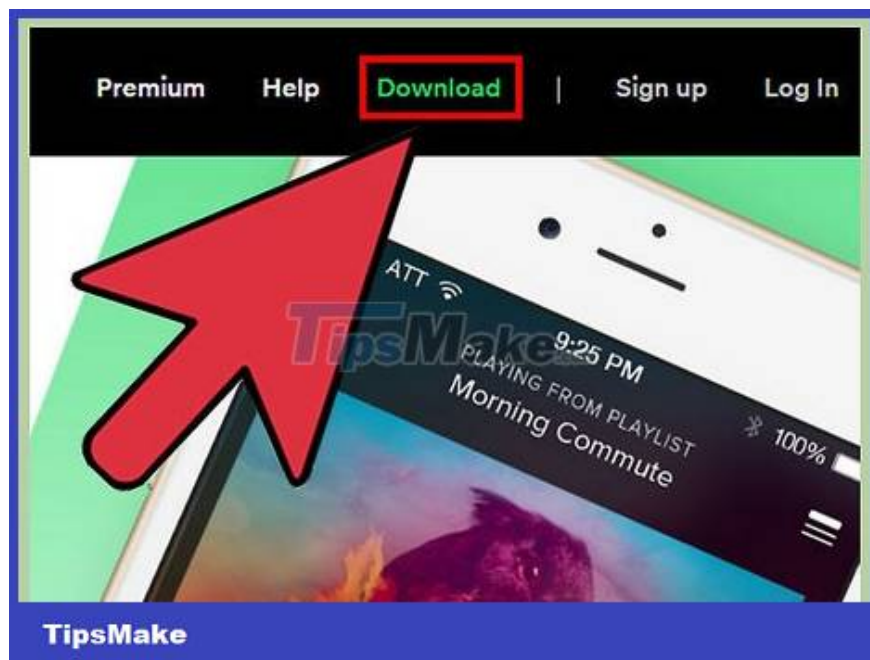 Premium Help Download | Sign up Log In
ATT
9:25 PM
PLAYING FROM PLAYLIST
Morning Commute
100%
TipsMake
TipsMake